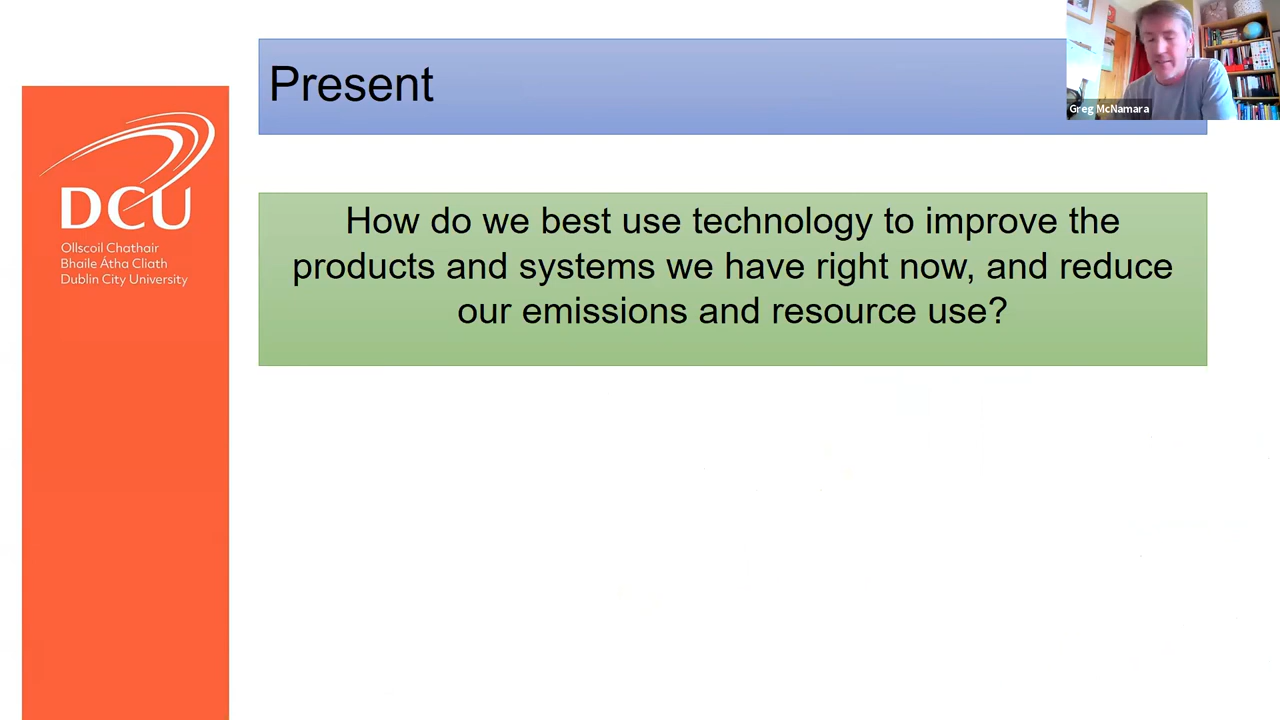 Present
Greg McNamara
DCU
Ollscoil Chathair
Bhaile Átha Cliath
Dublin City University
How do we best use technology to improve the
products and systems we have right now, and reduce
our emissions and resource use?